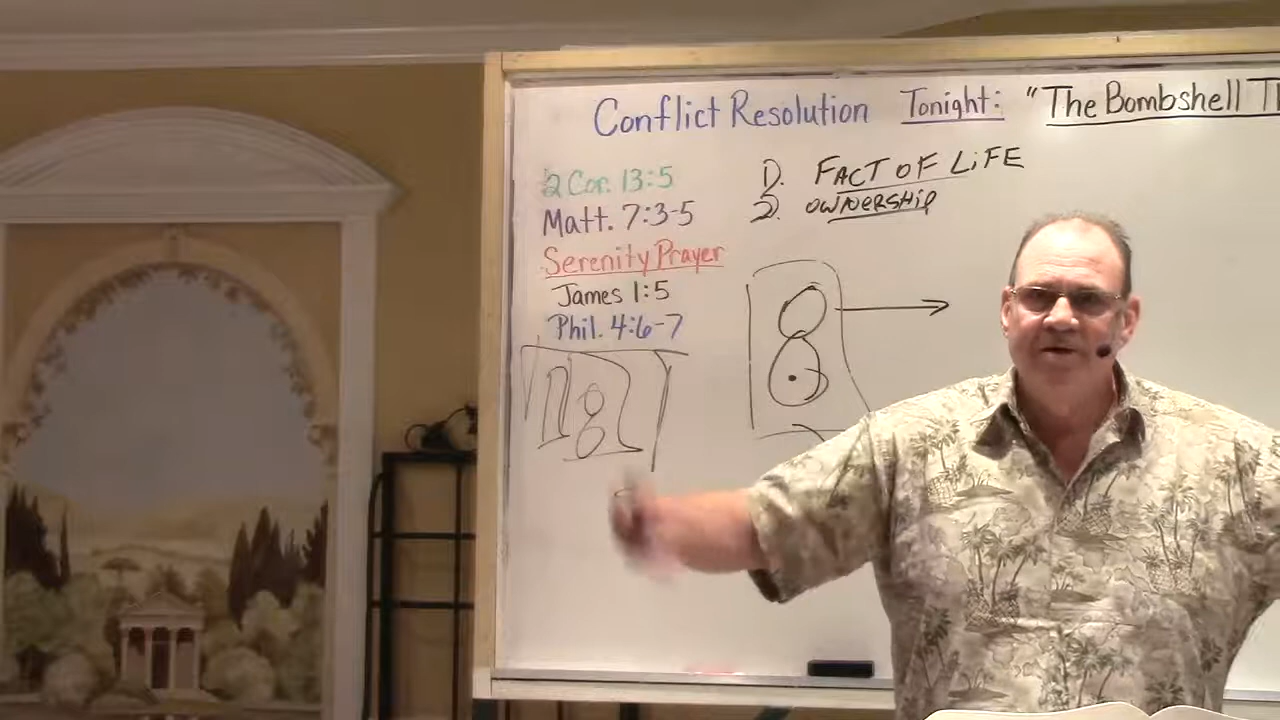 Conflict Resolution Tonight: "The Bombshell
2 Cor. 13:5
Matt. 7:3-5
Serenity Prayer
James 1:5
Phil. 4:6-7
1). FACT OF LiFE
2). OWNERSHIP